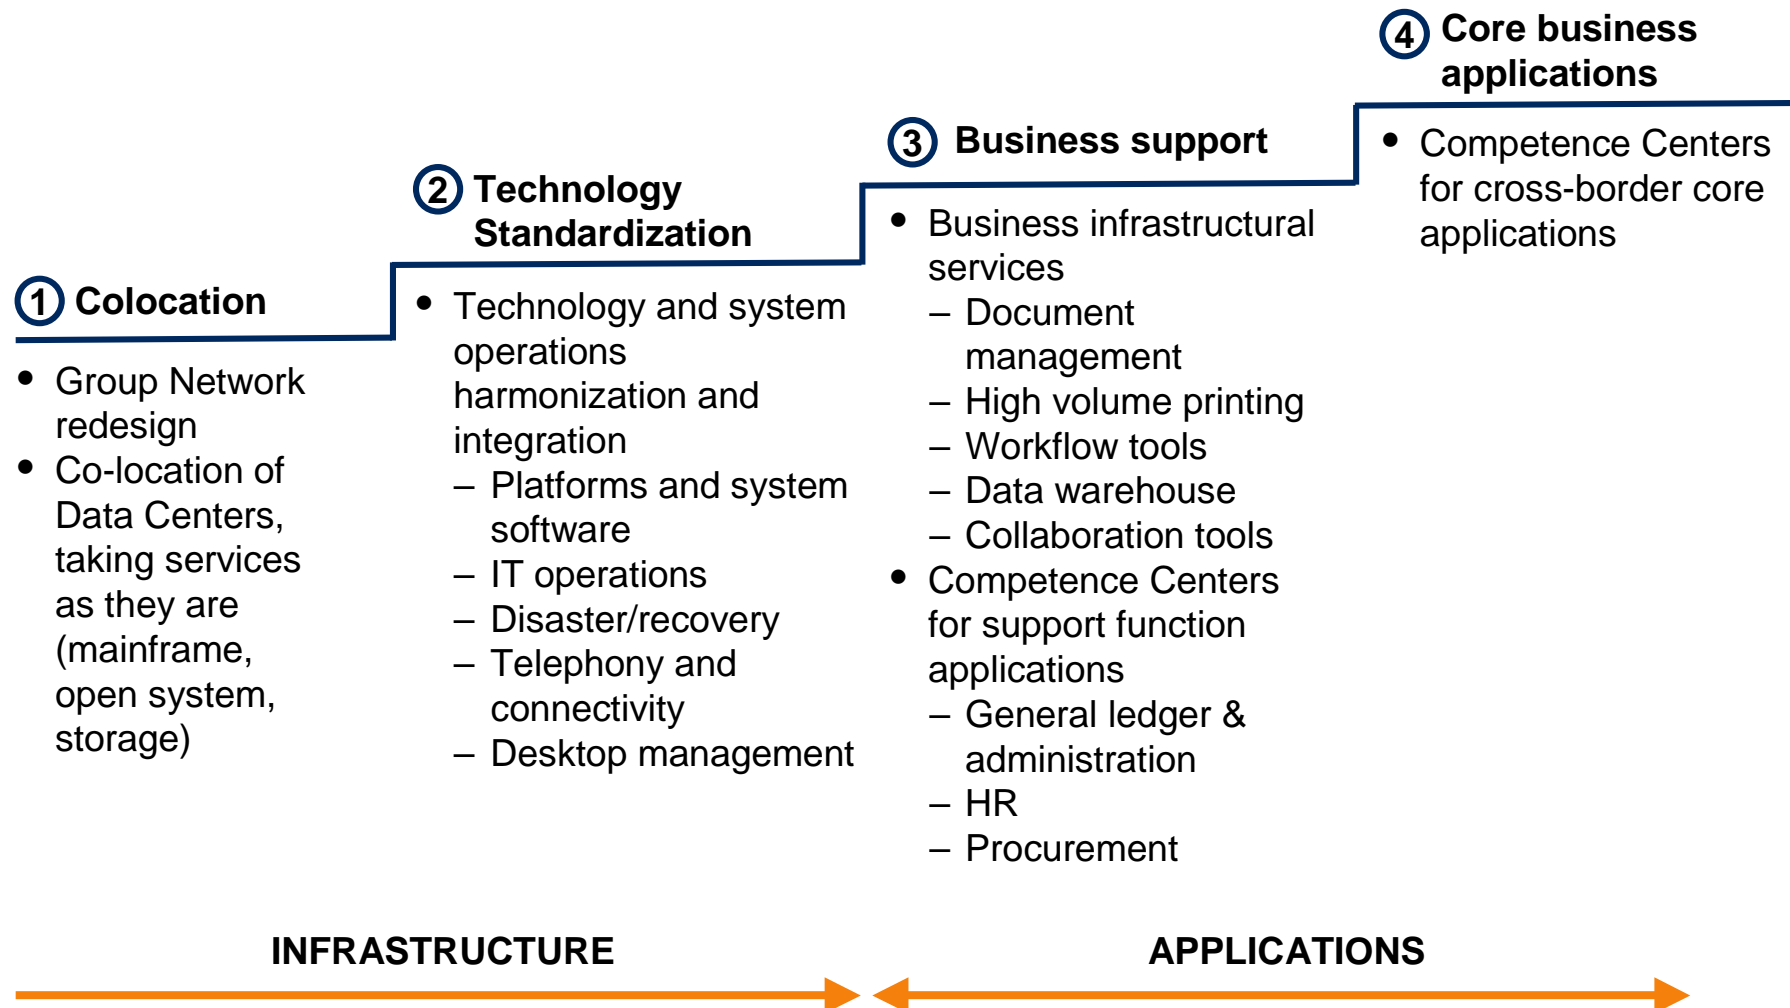 1 Colocation
• Group Network
redesign
• Co-location of
Data Centers,
taking services
as they are
(mainframe,
open system,
storage)
2 Technology
Standardization
• Technology and system
operations
harmonization and
integration
– Platforms and system
software
– IT operations
– Disaster/recovery
– Telephony and
connectivity
– Desktop management
3 Business support
• Business infrastructural
services
– Document
management
– High volume printing
– Workflow tools
– Data warehouse
– Collaboration tools
• Competence Centers
for support function
applications
– General ledger &
administration
– HR
– Procurement
4 Core business
applications
• Competence Centers
for cross-border core
applications
INFRASTRUCTURE
APPLICATIONS